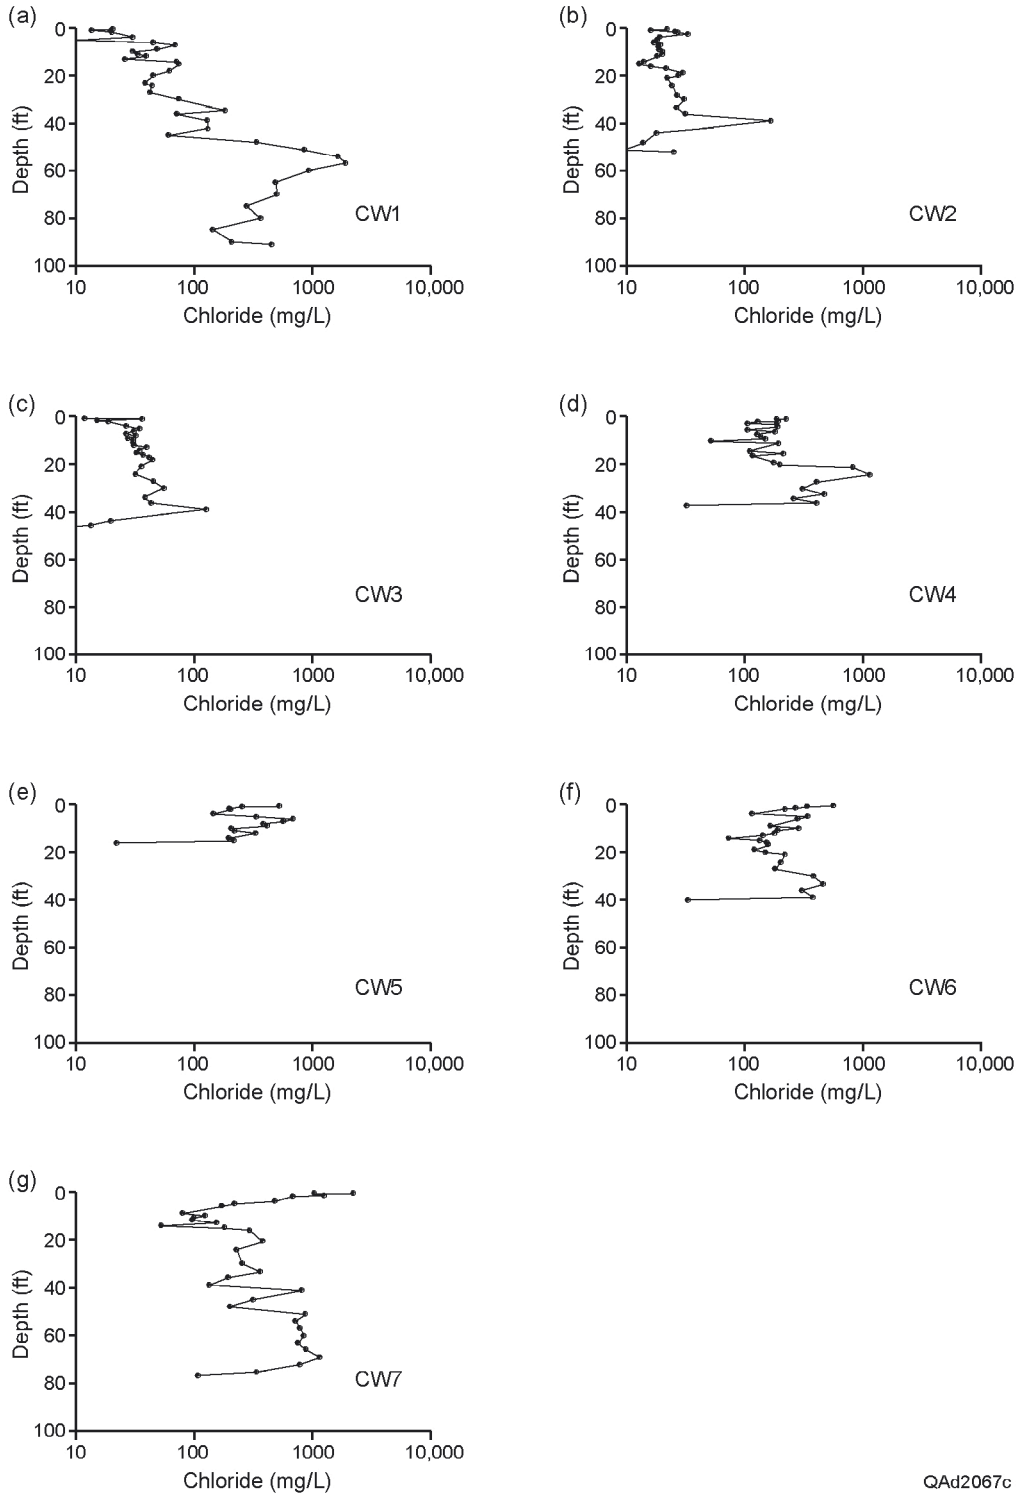 (a)
0
20
40
60
80
100
Depth (ft)
CW1
10 100 1000 10,000
Chloride (mg/L)
(b)
0
20
40
60
80
100
Depth (ft)
CW2
10 100 1000 10,000
Chloride (mg/L)
(c)
0
20
40
60
80
100
Depth (ft)
CW3
10 100 1000 10,000
Chloride (mg/L)
(d)
0
20
40
60
80
100
Depth (ft)
CW4
10 100 1000 10,000
Chloride (mg/L)
(e)
0
20
40
60
80
100
Depth (ft)
CW5
10 100 1000 10,000
Chloride (mg/L)
(f)
0
20
40
60
80
100
Depth (ft)
CW6
10 100 1000 10,000
Chloride (mg/L)
(g)
0
20
40
60
80
100
Depth (ft)
CW7
10 100 1000 10,000
Chloride (mg/L)
QAd2067c